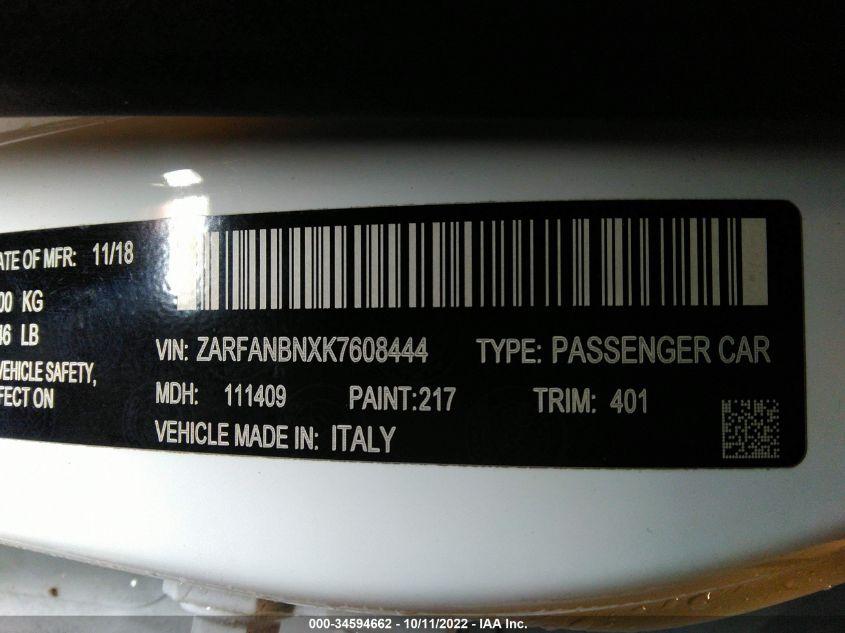 ATE OF MFR: 11/18
00 KG
46 LB
VEHICLE SAFETY,
FECT ON
VIN: ZARFANBNXK7608444 TYPE: PASSENGER CAR
MDH: 111409 PAINT:217 TRIM: 401
VEHICLE MADE IN: ITALY
000-34594662 - 10/11/2022 - IAA Inc.